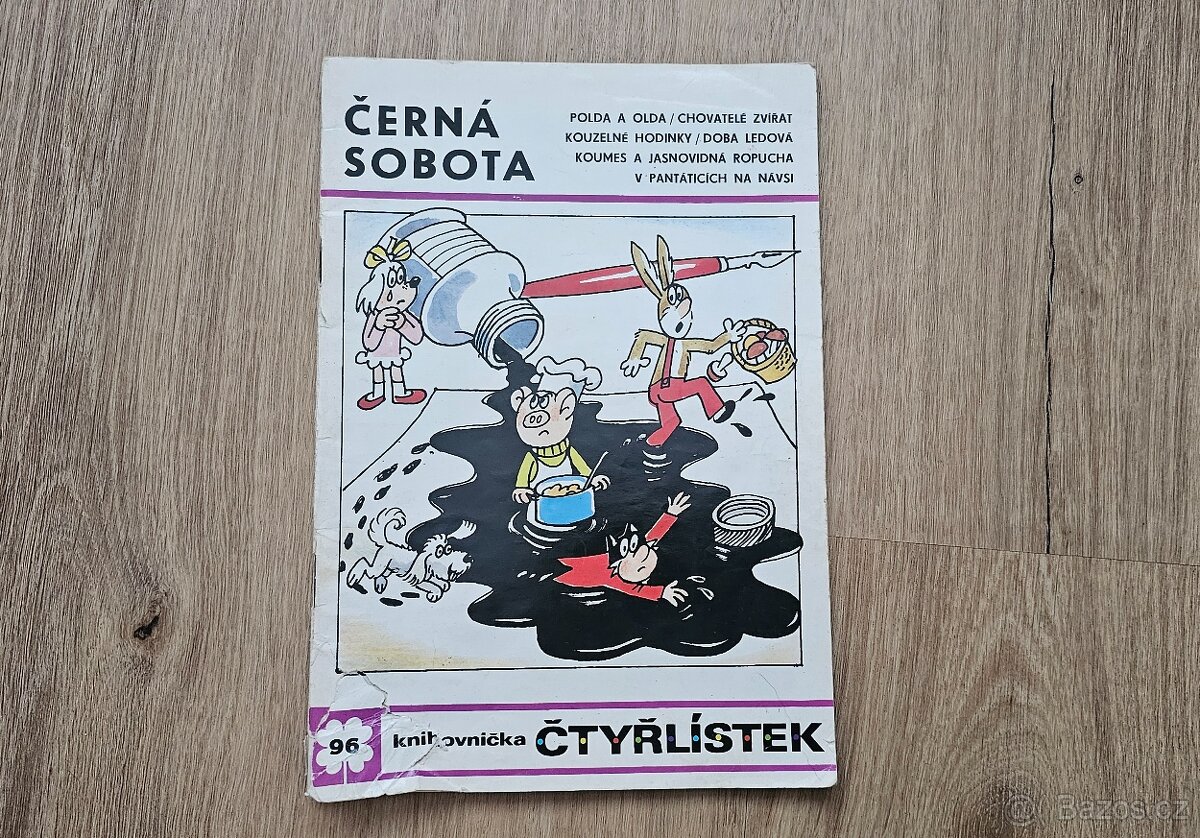 ČERNÁ
SOBOTA
POLDA A OLDA / CHOVATELÉ ZVÍŘAT
KOUZELNÉ HODINKY / DOBA LEDOVÁ
KOUMES A JASNOVIDNÁ ROPUCHA
V PANTÁTICÍCH NA NÁVSI
96 knihovnička ČTYŘLÍSTEK
Bazos.cz